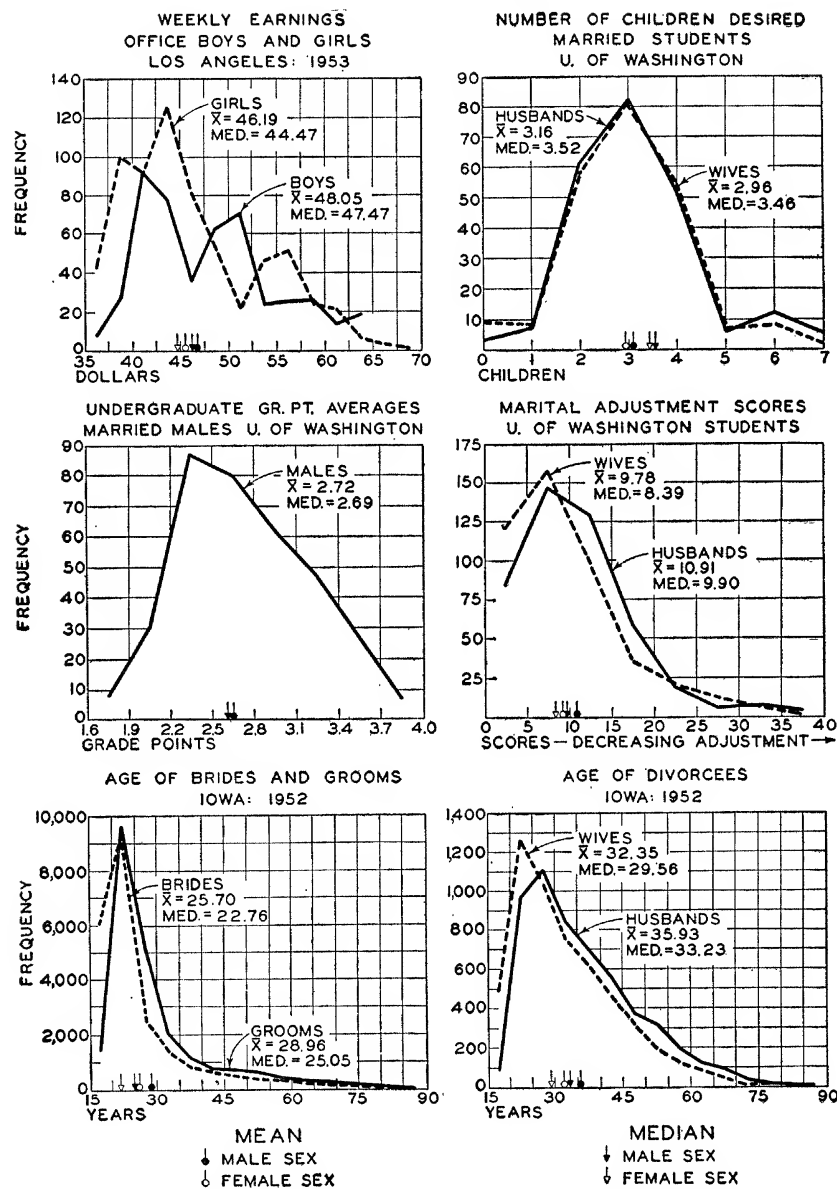 WEEKLY EARNINGS
OFFICE BOYS AND GIRLS
LOS ANGELES: 1953
FREQUENCY
140
120
100
80
60
40
20
0
GIRLS
X̄=46.19
MED.=44.47
BOYS
X̄=48.05
MED.=47.47
35 40 45 50 55 60 65 70
DOLLARS
NUMBER OF CHILDREN DESIRED
MARRIED STUDENTS
U. OF WASHINGTON
90
80
70
60
50
40
30
20
10
HUSBANDS
X̄=3.16
MED.=3.52
WIVES
X̄=2.96
MED.=3.46
0 1 2 3 4 5 6 7
CHILDREN
UNDERGRADUATE GR. PT. AVERAGES
MARRIED MALES U. OF WASHINGTON
FREQUENCY
90
80
70
60
50
40
30
20
10
0
MALES
X̄=2.72
MED.=2.69
1.6 1.9 2.2 2.5 2.8 3.1 3.4 3.7 4.0
GRADE POINTS
MARITAL ADJUSTMENT SCORES
U. OF WASHINGTON STUDENTS
175
150
125
100
75
50
25
WIVES
X̄=9.78
MED.=8.39
HUSBANDS
X̄=10.91
MED.=9.90
0 5 10 15 20 25 30 35 40
SCORES—DECREASING ADJUSTMENT→
AGE OF BRIDES AND GROOMS
IOWA: 1952
FREQUENCY
10,000
8,000
6,000
4,000
2,000
0
BRIDES
X̄=25.70
MED.=22.76
GROOMS
X̄=28.96
MED.=25.05
15 30 45 60 75 90
YEARS
AGE OF DIVORCEES
IOWA: 1952
1,400
1,200
1,000
800
600
400
200
0
WIVES
X̄=32.35
MED.=29.56
HUSBANDS
X̄=35.93
MED.=33.23
15 30 45 60 75 90
YEARS
MEAN
MALE SEX
FEMALE SEX
MEDIAN
MALE SEX
FEMALE SEX